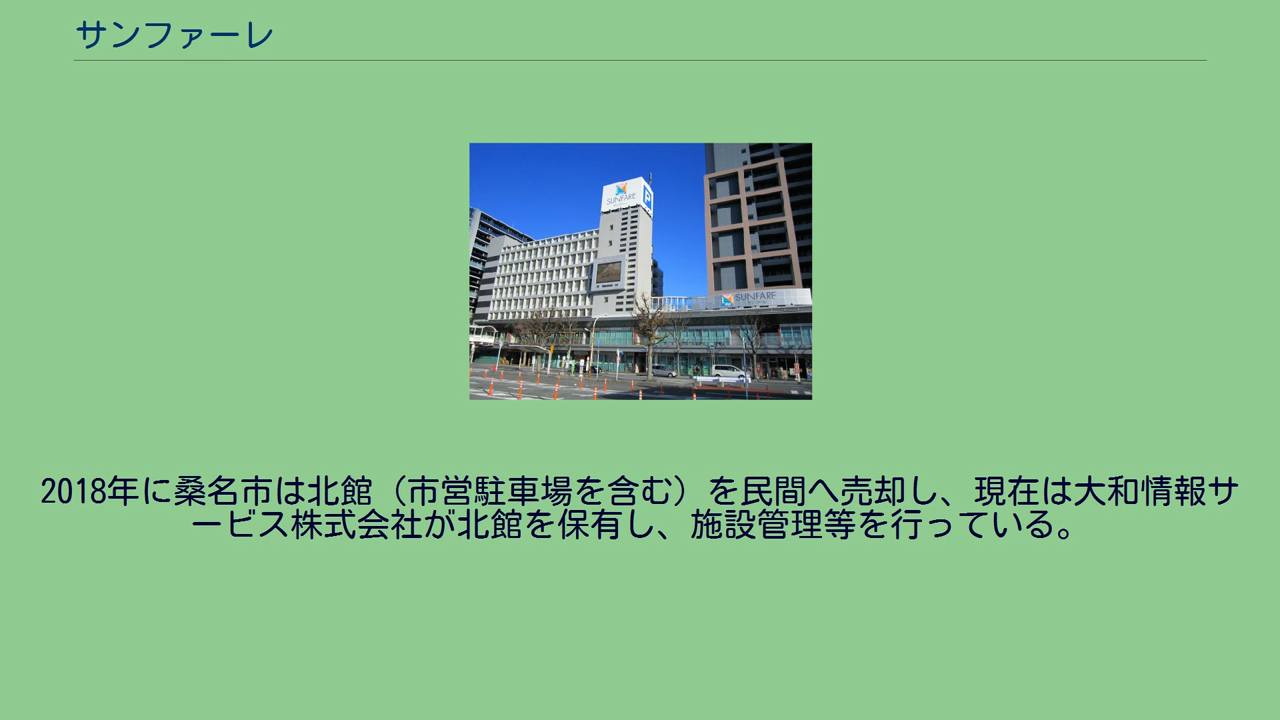 サンファーレ
SUNFARE
P
SUNFARE
2018年に桑名市は北館（市営駐車場を含む）を民間へ売却し、現在は大和情報サ
ービス株式会社が北館を保有し、施設管理等を行っている。